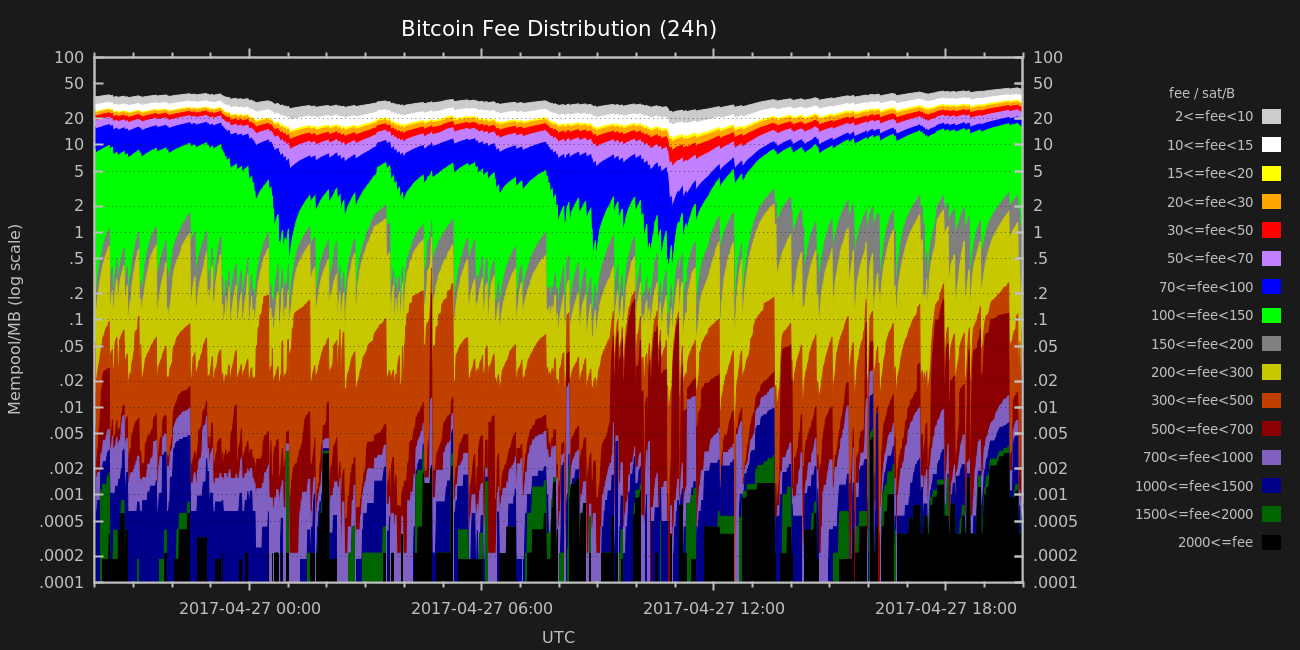 Bitcoin Fee Distribution (24h)
100 100
50 50
20 20
10 10
5 5
2 2
1 1
.5 .5
.2 .2
.1 .1
.05 .05
.02 .02
.01 .01
.005 .005
.002 .002
.001 .001
.0005 .0005
.0002 .0002
.0001 .0001
Mempool/MB (log scale)
2017-04-27 00:00 2017-04-27 06:00 2017-04-27 12:00 2017-04-27 18:00
UTC
fee / sat/B
2<=fee<10
10<=fee<15
15<=fee<20
20<=fee<30
30<=fee<50
50<=fee<70
70<=fee<100
100<=fee<150
150<=fee<200
200<=fee<300
300<=fee<500
500<=fee<700
700<=fee<1000
1000<=fee<1500
1500<=fee<2000
2000<=fee